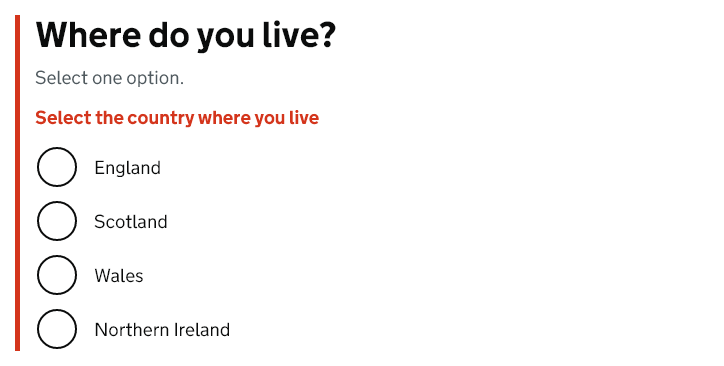 Where do you live?
Select one option.
Select the country where you live
England
Scotland
Wales
Northern Ireland